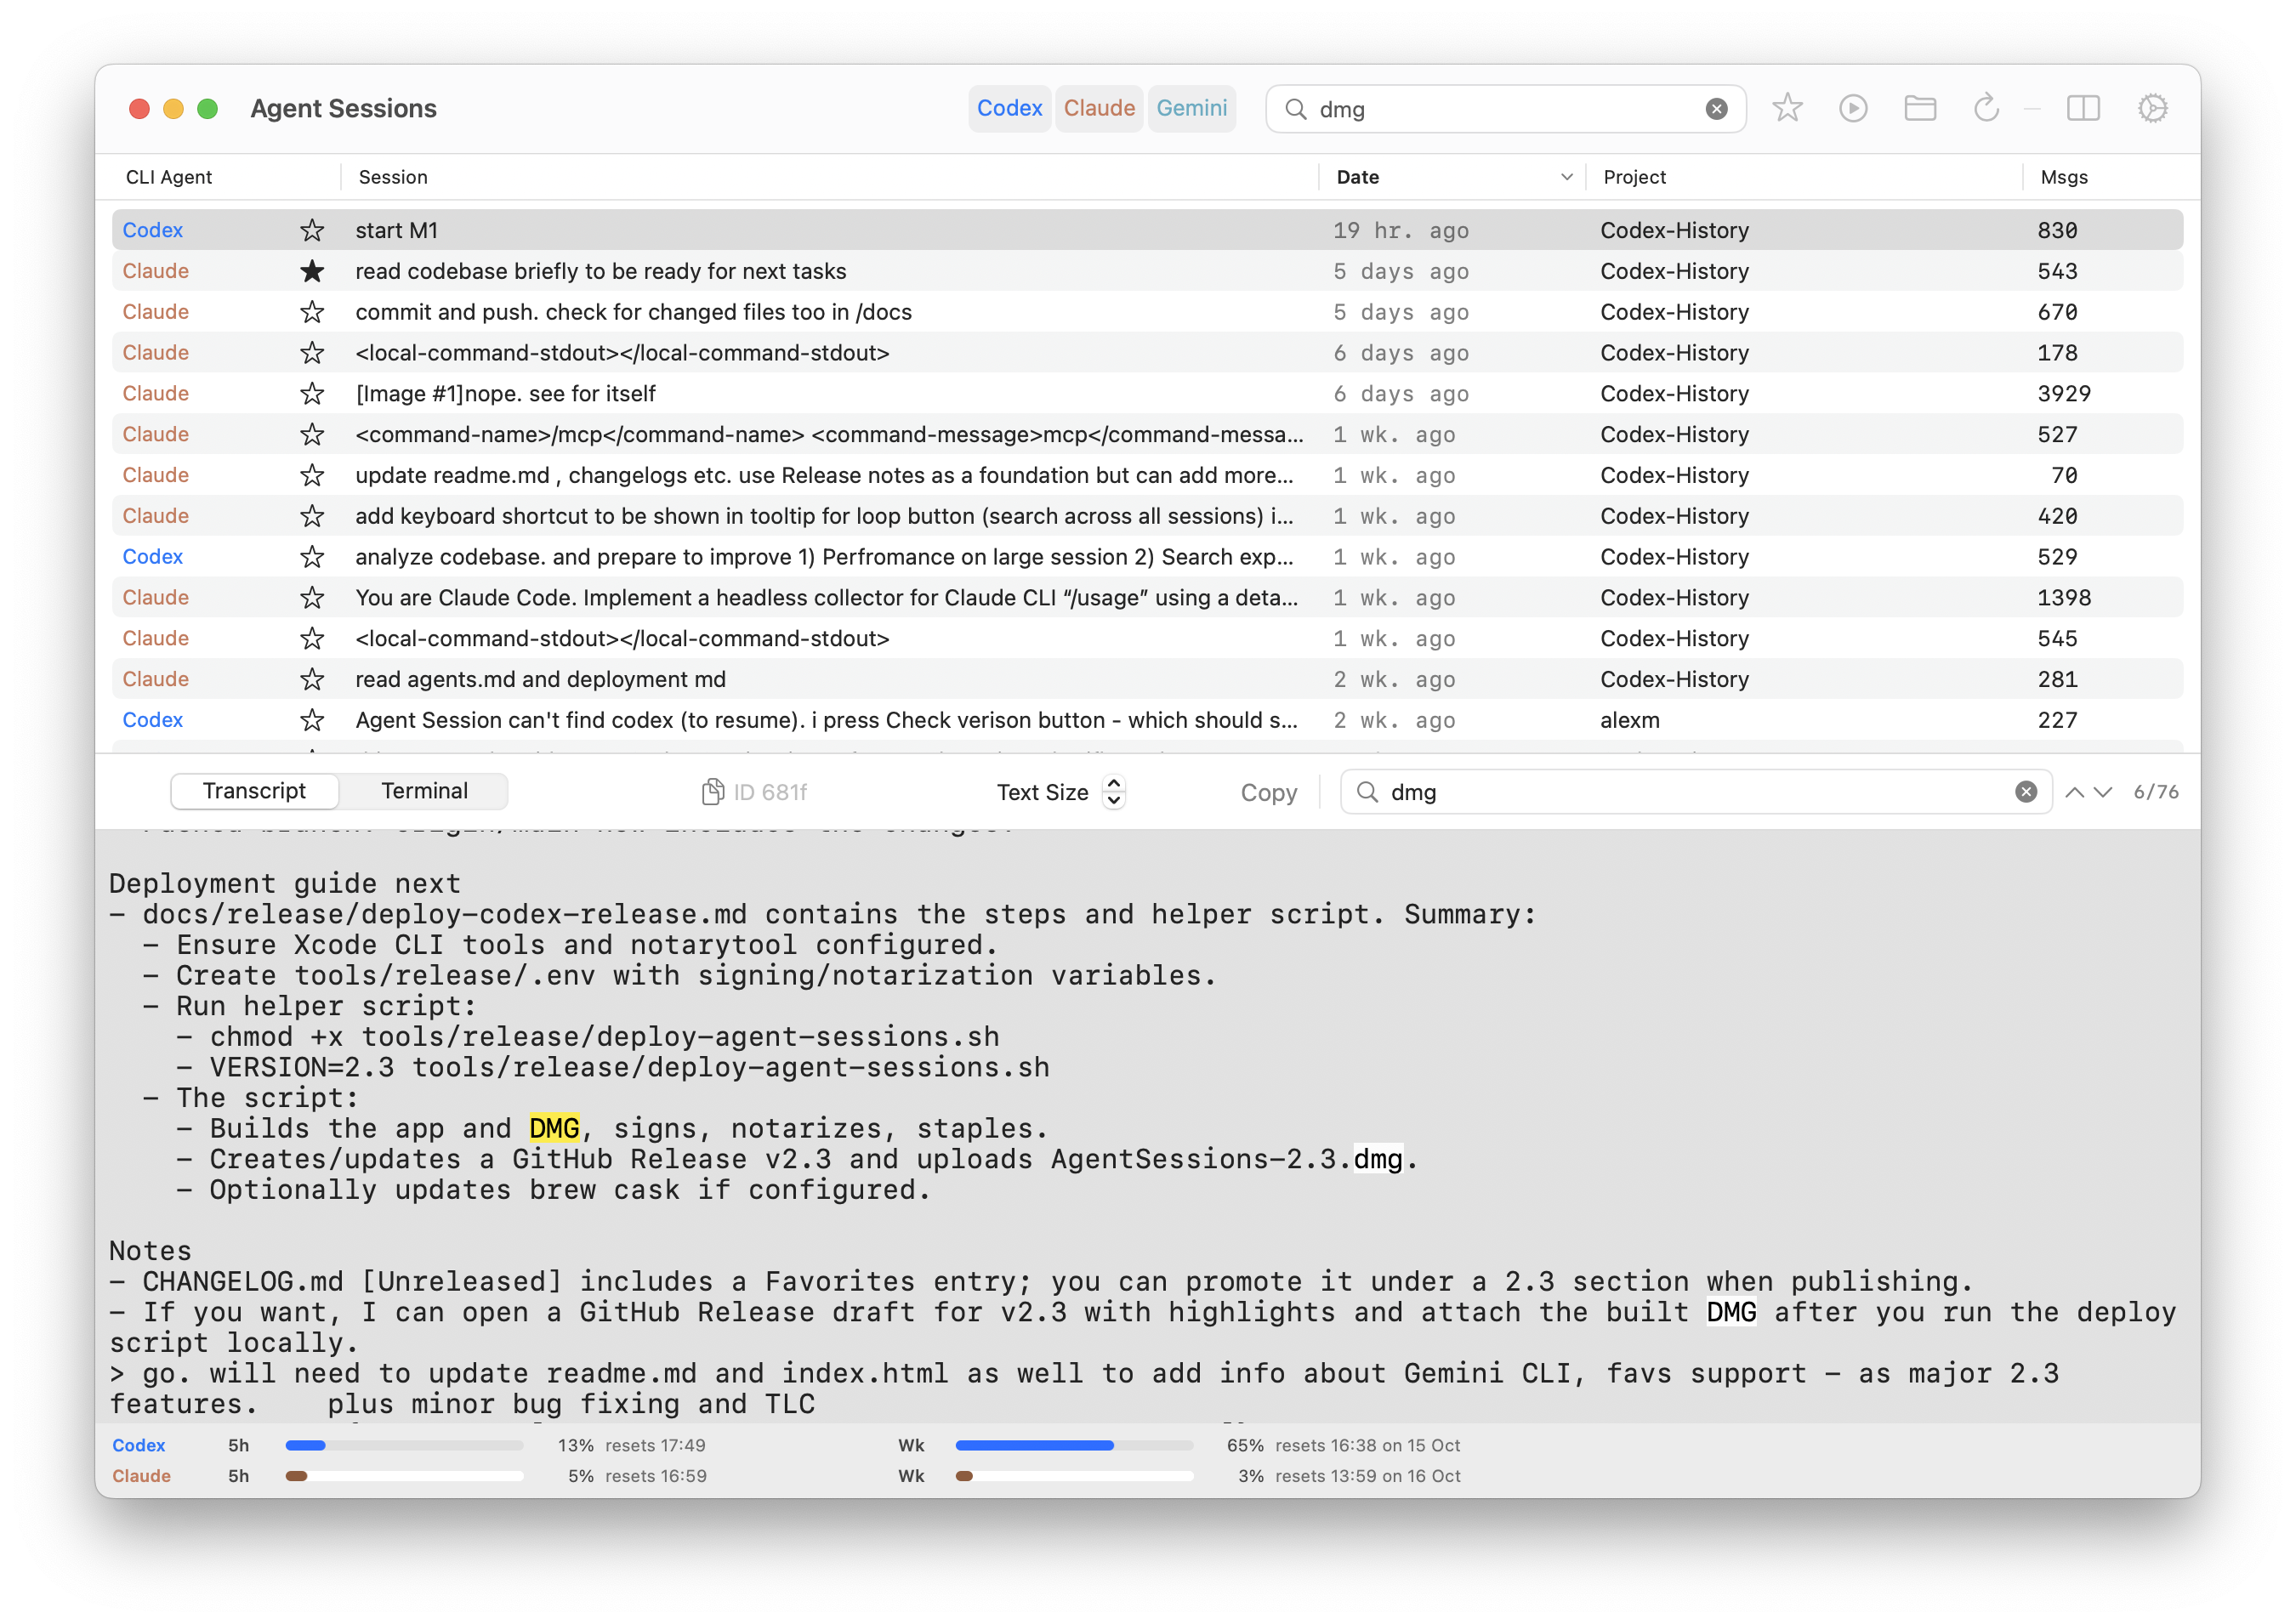 Agent Sessions
Codex Claude Gemini
dmg
CLI Agent Session Date Project Msgs
Codex start M1 19 hr. ago Codex-History 830
Claude read codebase briefly to be ready for next tasks 5 days ago Codex-History 543
Claude commit and push. check for changed files too in /docs 5 days ago Codex-History 670
Claude <local-command-stdout></local-command-stdout> 6 days ago Codex-History 178
Claude [Image #1]nope. see for itself 6 days ago Codex-History 3929
Claude <command-name>/mcp</command-name> <command-message>mcp</command-messa... 1 wk. ago Codex-History 527
Claude update readme.md , changelogs etc. use Release notes as a foundation but can add more... 1 wk. ago Codex-History 70
Claude add keyboard shortcut to be shown in tooltip for loop button (search across all sessions) i... 1 wk. ago Codex-History 420
Codex analyze codebase. and prepare to improve 1) Perfromance on large session 2) Search exp... 1 wk. ago Codex-History 529
Claude You are Claude Code. Implement a headless collector for Claude CLI “/usage” using a deta... 1 wk. ago Codex-History 1398
Claude <local-command-stdout></local-command-stdout> 1 wk. ago Codex-History 545
Claude read agents.md and deployment md 2 wk. ago Codex-History 281
Codex Agent Session can't find codex (to resume). i press Check verison button - which should s... 2 wk. ago alexm 227
Transcript Terminal ID 681f Text Size Copy dmg 6/76
Deployment guide next
– docs/release/deploy-codex-release.md contains the steps and helper script. Summary:
– Ensure Xcode CLI tools and notarytool configured.
– Create tools/release/.env with signing/notarization variables.
– Run helper script:
– chmod +x tools/release/deploy-agent-sessions.sh
– VERSION=2.3 tools/release/deploy-agent-sessions.sh
– The script:
– Builds the app and DMG, signs, notarizes, staples.
– Creates/updates a GitHub Release v2.3 and uploads AgentSessions-2.3.dmg.
– Optionally updates brew cask if configured.
Notes
– CHANGELOG.md [Unreleased] includes a Favorites entry; you can promote it under a 2.3 section when publishing.
– If you want, I can open a GitHub Release draft for v2.3 with highlights and attach the built DMG after you run the deploy
script locally.
> go. will need to update readme.md and index.html as well to add info about Gemini CLI, favs support – as major 2.3
features. plus minor bug fixing and TLC
Codex 5h 13% resets 17:49 Wk 65% resets 16:38 on 15 Oct
Claude 5h 5% resets 16:59 Wk 3% resets 13:59 on 16 Oct